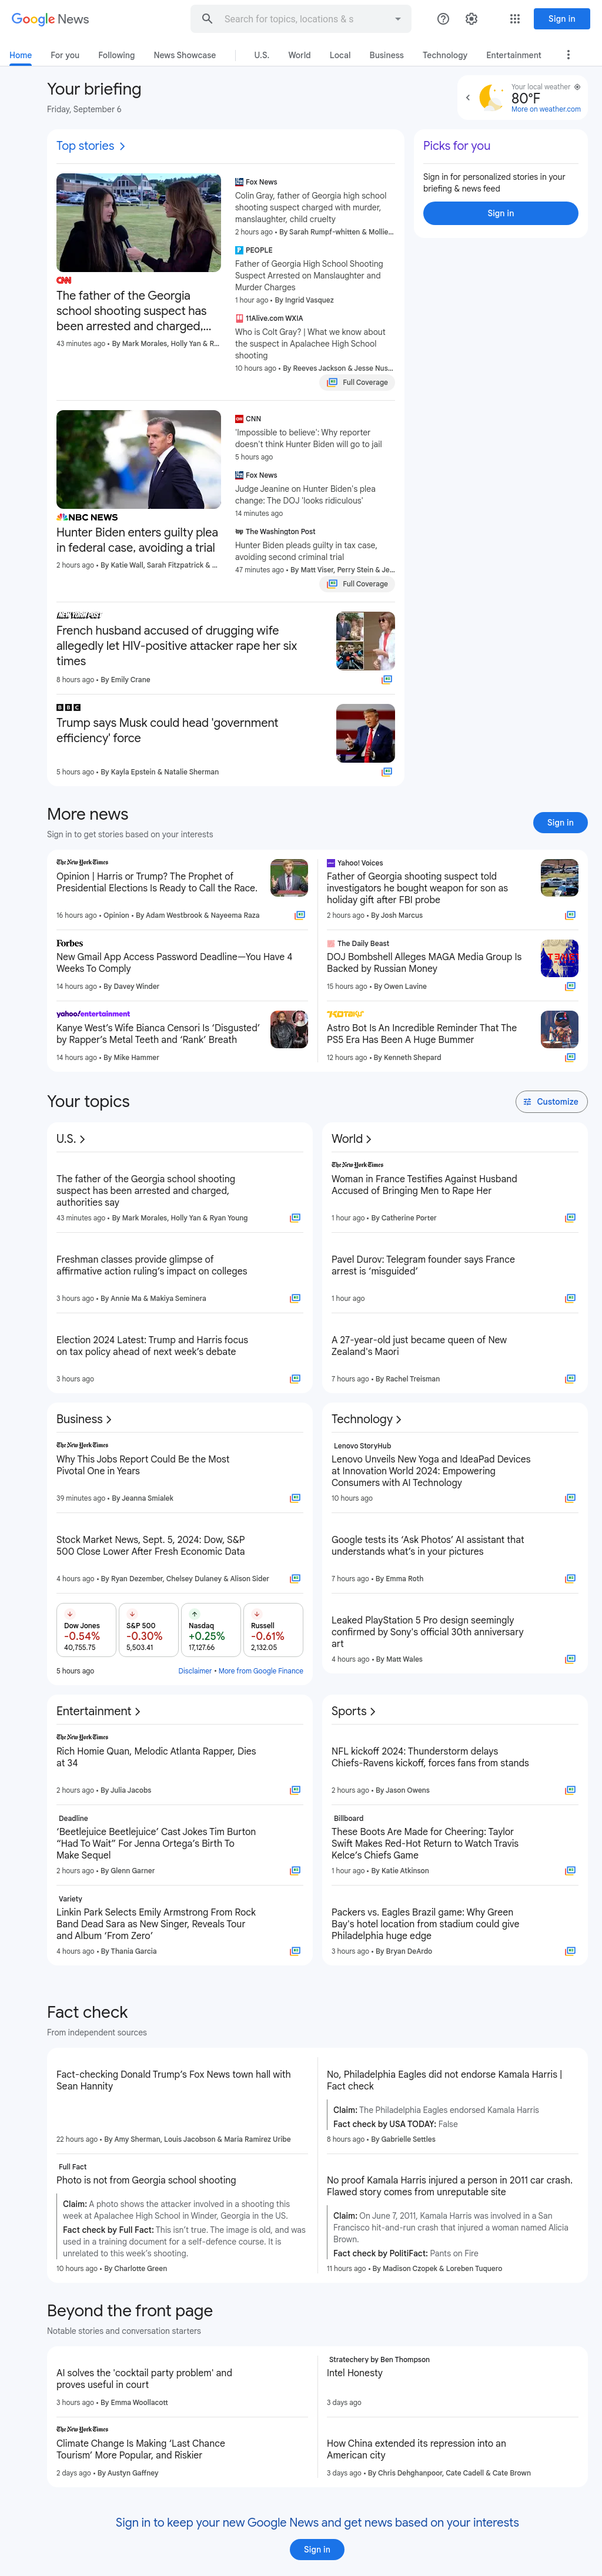 Google News
Search for topics, locations & s
Sign in
Home For you Following News Showcase U.S. World Local Business Technology Entertainment
Your briefing
Friday, September 6
Your local weather
80°F
More on weather.com
Top stories
CNN
The father of the Georgia
school shooting suspect has
been arrested and charged,...
43 minutes ago • By Mark Morales, Holly Yan & R...
Fox News
Colin Gray, father of Georgia high school
shooting suspect charged with murder,
manslaughter, child cruelty
2 hours ago • By Sarah Rumpf-whitten & Mollie...
PEOPLE
Father of Georgia High School Shooting
Suspect Arrested on Manslaughter and
Murder Charges
1 hour ago • By Ingrid Vasquez
11Alive.com WXIA
Who is Colt Gray? | What we know about
the suspect in Apalachee High School
shooting
10 hours ago • By Reeves Jackson & Jesse Nus...
Full Coverage
NBC NEWS
Hunter Biden enters guilty plea
in federal case, avoiding a trial
2 hours ago • By Katie Wall, Sarah Fitzpatrick & ...
CNN
'Impossible to believe': Why reporter
doesn't think Hunter Biden will go to jail
5 hours ago
Fox News
Judge Jeanine on Hunter Biden's plea
change: The DOJ 'looks ridiculous'
14 minutes ago
The Washington Post
Hunter Biden pleads guilty in tax case,
avoiding second criminal trial
47 minutes ago • By Matt Viser, Perry Stein & Je...
Full Coverage
NEW YORK POST
French husband accused of drugging wife
allegedly let HIV-positive attacker rape her six
times
8 hours ago • By Emily Crane
BBC
Trump says Musk could head 'government
efficiency' force
5 hours ago • By Kayla Epstein & Natalie Sherman
Picks for you
Sign in for personalized stories in your
briefing & news feed
Sign in
More news
Sign in to get stories based on your interests
Sign in
The New York Times
Opinion | Harris or Trump? The Prophet of
Presidential Elections Is Ready to Call the Race.
16 hours ago • Opinion • By Adam Westbrook & Nayeema Raza
Yahoo! Voices
Father of Georgia shooting suspect told
investigators he bought weapon for son as
holiday gift after FBI probe
2 hours ago • By Josh Marcus
Forbes
New Gmail App Access Password Deadline—You Have 4
Weeks To Comply
14 hours ago • By Davey Winder
The Daily Beast
DOJ Bombshell Alleges MAGA Media Group Is
Backed by Russian Money
15 hours ago • By Owen Lavine
yahoo!entertainment
Kanye West's Wife Bianca Censori Is 'Disgusted'
by Rapper's Metal Teeth and 'Rank' Breath
14 hours ago • By Mike Hammer
KOTAKU
Astro Bot Is An Incredible Reminder That The
PS5 Era Has Been A Huge Bummer
12 hours ago • By Kenneth Shepard
Your topics
Customize
U.S.
The father of the Georgia school shooting
suspect has been arrested and charged,
authorities say
43 minutes ago • By Mark Morales, Holly Yan & Ryan Young
Freshman classes provide glimpse of
affirmative action ruling's impact on colleges
3 hours ago • By Annie Ma & Makiya Seminera
Election 2024 Latest: Trump and Harris focus
on tax policy ahead of next week's debate
3 hours ago
World
The New York Times
Woman in France Testifies Against Husband
Accused of Bringing Men to Rape Her
1 hour ago • By Catherine Porter
Pavel Durov: Telegram founder says France
arrest is 'misguided'
1 hour ago
A 27-year-old just became queen of New
Zealand's Maori
7 hours ago • By Rachel Treisman
Business
The New York Times
Why This Jobs Report Could Be the Most
Pivotal One in Years
39 minutes ago • By Jeanna Smialek
Stock Market News, Sept. 5, 2024: Dow, S&P
500 Close Lower After Fresh Economic Data
4 hours ago • By Ryan Dezember, Chelsey Dulaney & Alison Sider
Dow Jones
-0.54%
40,755.75
S&P 500
-0.30%
5,503.41
Nasdaq
+0.25%
17,127.66
Russell
-0.61%
2,132.05
5 hours ago Disclaimer • More from Google Finance
Technology
Lenovo StoryHub
Lenovo Unveils New Yoga and IdeaPad Devices
at Innovation World 2024: Empowering
Consumers with AI Technology
10 hours ago
Google tests its 'Ask Photos' AI assistant that
understands what's in your pictures
7 hours ago • By Emma Roth
Leaked PlayStation 5 Pro design seemingly
confirmed by Sony's official 30th anniversary
art
4 hours ago • By Matt Wales
Entertainment
The New York Times
Rich Homie Quan, Melodic Atlanta Rapper, Dies
at 34
2 hours ago • By Julia Jacobs
Deadline
'Beetlejuice Beetlejuice' Cast Jokes Tim Burton
"Had To Wait" For Jenna Ortega's Birth To
Make Sequel
2 hours ago • By Glenn Garner
Variety
Linkin Park Selects Emily Armstrong From Rock
Band Dead Sara as New Singer, Reveals Tour
and Album 'From Zero'
4 hours ago • By Thania Garcia
Sports
NFL kickoff 2024: Thunderstorm delays
Chiefs-Ravens kickoff, forces fans from stands
2 hours ago • By Jason Owens
Billboard
These Boots Are Made for Cheering: Taylor
Swift Makes Red-Hot Return to Watch Travis
Kelce's Chiefs Game
1 hour ago • By Katie Atkinson
Packers vs. Eagles Brazil game: Why Green
Bay's hotel location from stadium could give
Philadelphia huge edge
3 hours ago • By Bryan DeArdo
Fact check
From independent sources
Fact-checking Donald Trump's Fox News town hall with
Sean Hannity
22 hours ago • By Amy Sherman, Louis Jacobson & Maria Ramirez Uribe
No, Philadelphia Eagles did not endorse Kamala Harris |
Fact check
Claim: The Philadelphia Eagles endorsed Kamala Harris
Fact check by USA TODAY: False
8 hours ago • By Gabrielle Settles
Full Fact
Photo is not from Georgia school shooting
Claim: A photo shows the attacker involved in a shooting this
week at Apalachee High School in Winder, Georgia in the US.
Fact check by Full Fact: This isn't true. The image is old, and was
used in a training document for a self-defense course. It is
unrelated to this week's shooting.
10 hours ago • By Charlotte Green
No proof Kamala Harris injured a person in 2011 car crash.
Flawed story comes from unreputable site
Claim: On June 7, 2011, Kamala Harris was involved in a San
Francisco hit-and-run crash that injured a woman named Alicia
Brown.
Fact check by PolitiFact: Pants on Fire
11 hours ago • By Madison Czopek & Loreben Tuquero
Beyond the front page
Notable stories and conversation starters
AI solves the 'cocktail party problem' and
proves useful in court
3 hours ago • By Emma Woollacott
Stratechery by Ben Thompson
Intel Honesty
3 days ago
The New York Times
Climate Change Is Making 'Last Chance
Tourism' More Popular, and Riskier
2 days ago • By Austyn Gaffney
How China extended its repression into an
American city
3 days ago • By Chris Dehghanpoor, Cate Cadell & Cate Brown
Sign in to keep your new Google News and get news based on your interests
Sign in